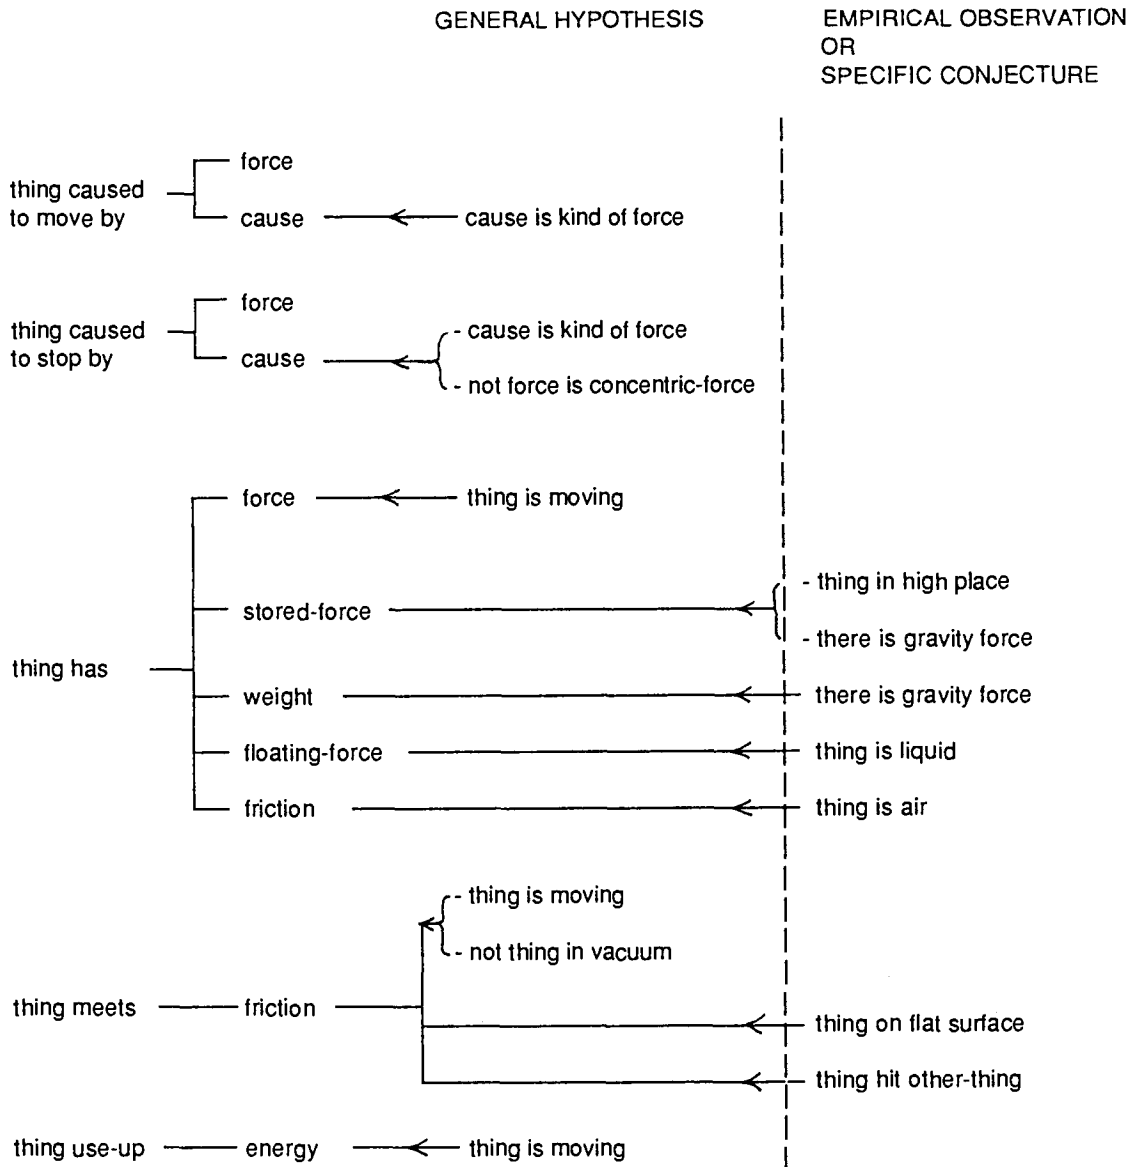 GENERAL HYPOTHESIS
EMPIRICAL OBSERVATION
OR
SPECIFIC CONJECTURE
thing caused
to move by
force
cause
cause is kind of force
thing caused
to stop by
force
cause
- cause is kind of force
- not force is concentric-force
thing has
force
thing is moving
stored-force
- thing in high place
- there is gravity force
weight
there is gravity force
floating-force
thing is liquid
friction
thing is air
thing meets
friction
- thing is moving
- not thing in vacuum
thing on flat surface
thing hit other-thing
thing use-up
energy
thing is moving